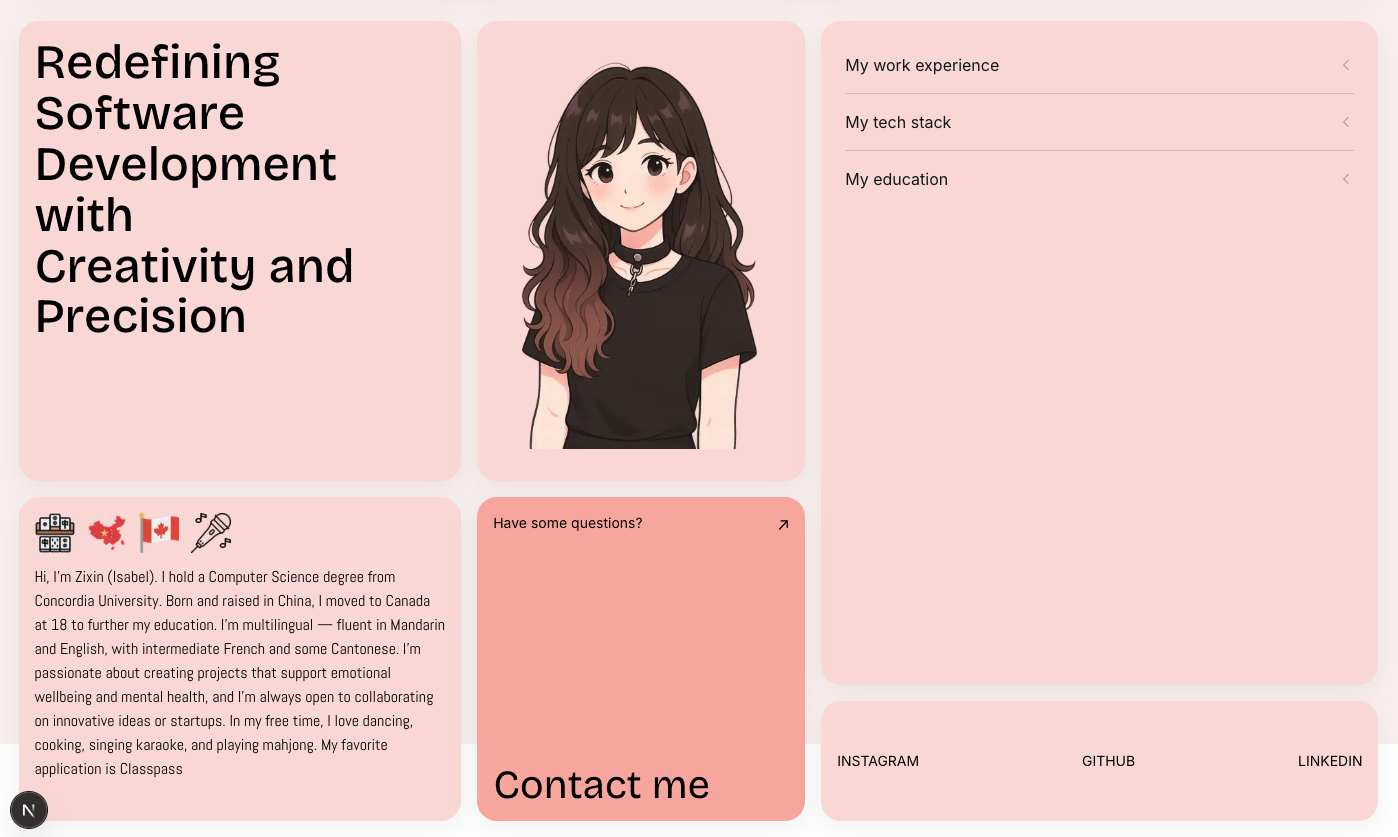 Redefining
Software
Development
with
Creativity and
Precision
My work experience
My tech stack
My education
Hi, I'm Zixin (Isabel). I hold a Computer Science degree from
Concordia University. Born and raised in China, I moved to Canada
at 18 to further my education. I'm multilingual — fluent in Mandarin
and English, with intermediate French and some Cantonese. I'm
passionate about creating projects that support emotional
wellbeing and mental health, and I'm always open to collaborating
on innovative ideas or startups. In my free time, I love dancing,
cooking, singing karaoke, and playing mahjong. My favorite
application is Classpass
Have some questions?
Contact me
INSTAGRAM
GITHUB
LINKEDIN
N